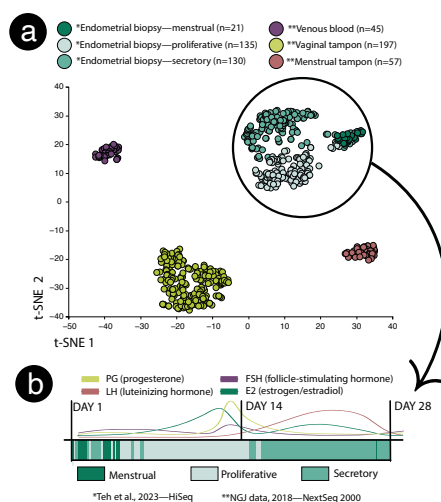 a
*Endometrial biopsy—menstrual (n=21)
*Endometrial biopsy—proliferative (n=135)
*Endometrial biopsy—secretory (n=130)
**Venous blood (n=45)
**Vaginal tampon (n=197)
**Menstrual tampon (n=57)
t-SNE 2
40
30
20
10
0
−10
−20
−30
−40
−50 −40 −30 −20 −10 0 10 20 30 40
t-SNE 1
b
PG (progesterone)
LH (luteinizing hormone)
FSH (follicle-stimulating hormone)
E2 (estrogen/estradiol)
DAY 1 DAY 14 DAY 28
Menstrual Proliferative Secretory
*Teh et al., 2023—HiSeq **NGJ data, 2018—NextSeq 2000